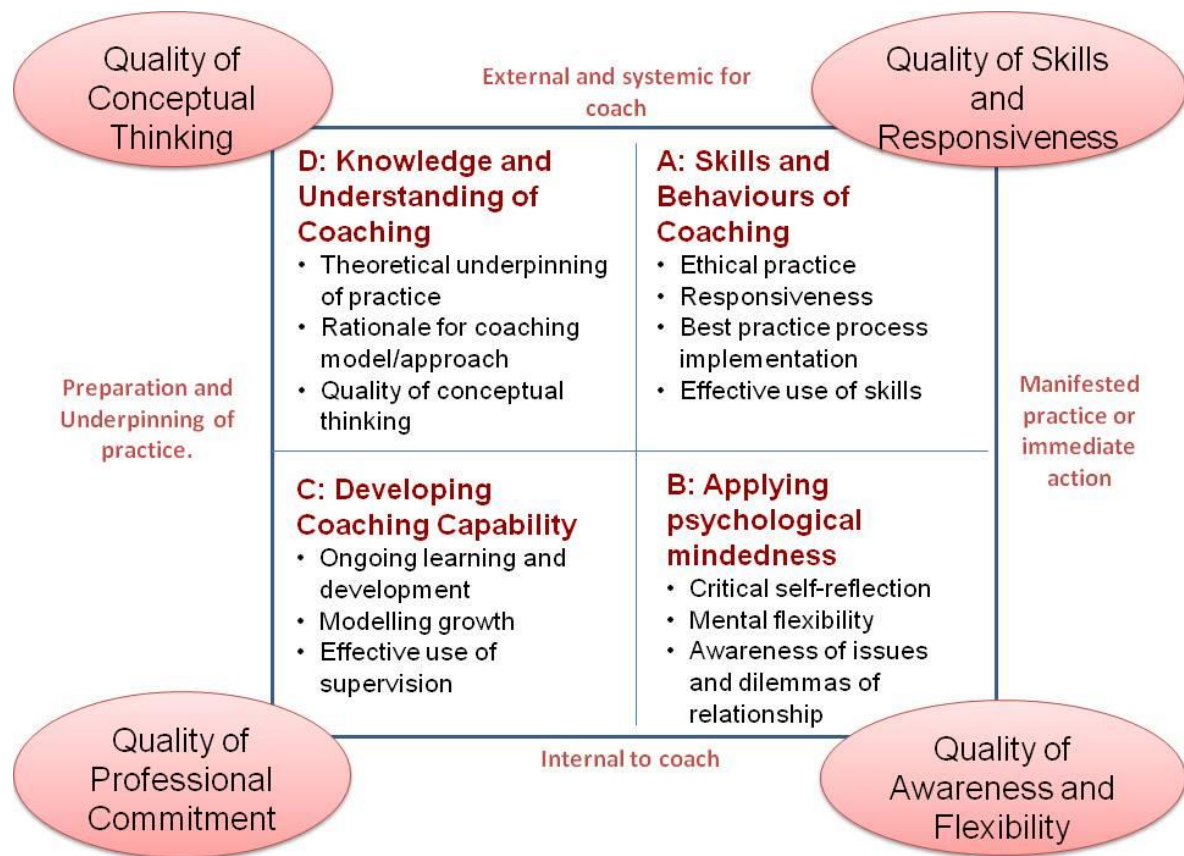 Quality of
Conceptual
Thinking
External and systemic for
coach
Quality of Skills
and
Responsiveness
D: Knowledge and
Understanding of
Coaching
• Theoretical underpinning
of practice
• Rationale for coaching
model/approach
• Quality of conceptual
thinking
A: Skills and
Behaviours of
Coaching
• Ethical practice
• Responsiveness
• Best practice process
implementation
• Effective use of skills
Preparation and
Underpinning of
practice.
Manifested
practice or
immediate
action
C: Developing
Coaching Capability
• Ongoing learning and
development
• Modelling growth
• Effective use of
supervision
B: Applying
psychological
mindedness
• Critical self-reflection
• Mental flexibility
• Awareness of issues
and dilemmas of
relationship
Quality of
Professional
Commitment
Internal to coach
Quality of
Awareness and
Flexibility